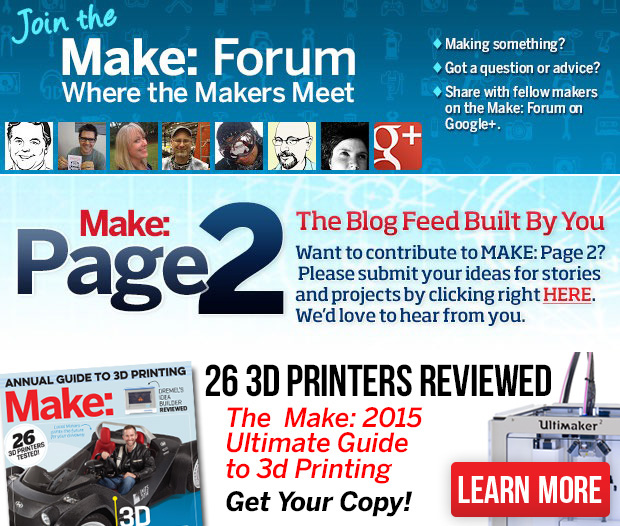 Join the
Make: Forum
Where the Makers Meet
Making something?
Got a question or advice?
Share with fellow makers
on the Make: Forum on
Google+.
g+
Make:
Page 2
The Blog Feed Built By You
Want to contribute to MAKE: Page 2?
Please submit your ideas for stories
and projects by clicking right HERE.
We'd love to hear from you.
ANNUAL GUIDE TO 3D PRINTING
Make:
DREMEL'S
IDEA
BUILDER
REVIEWED
26
3D PRINTERS
TESTED!
3D
26 3D PRINTERS REVIEWED
The Make: 2015
Ultimate Guide
to 3d Printing
Get Your Copy!
Ultimaker 2
LEARN MORE